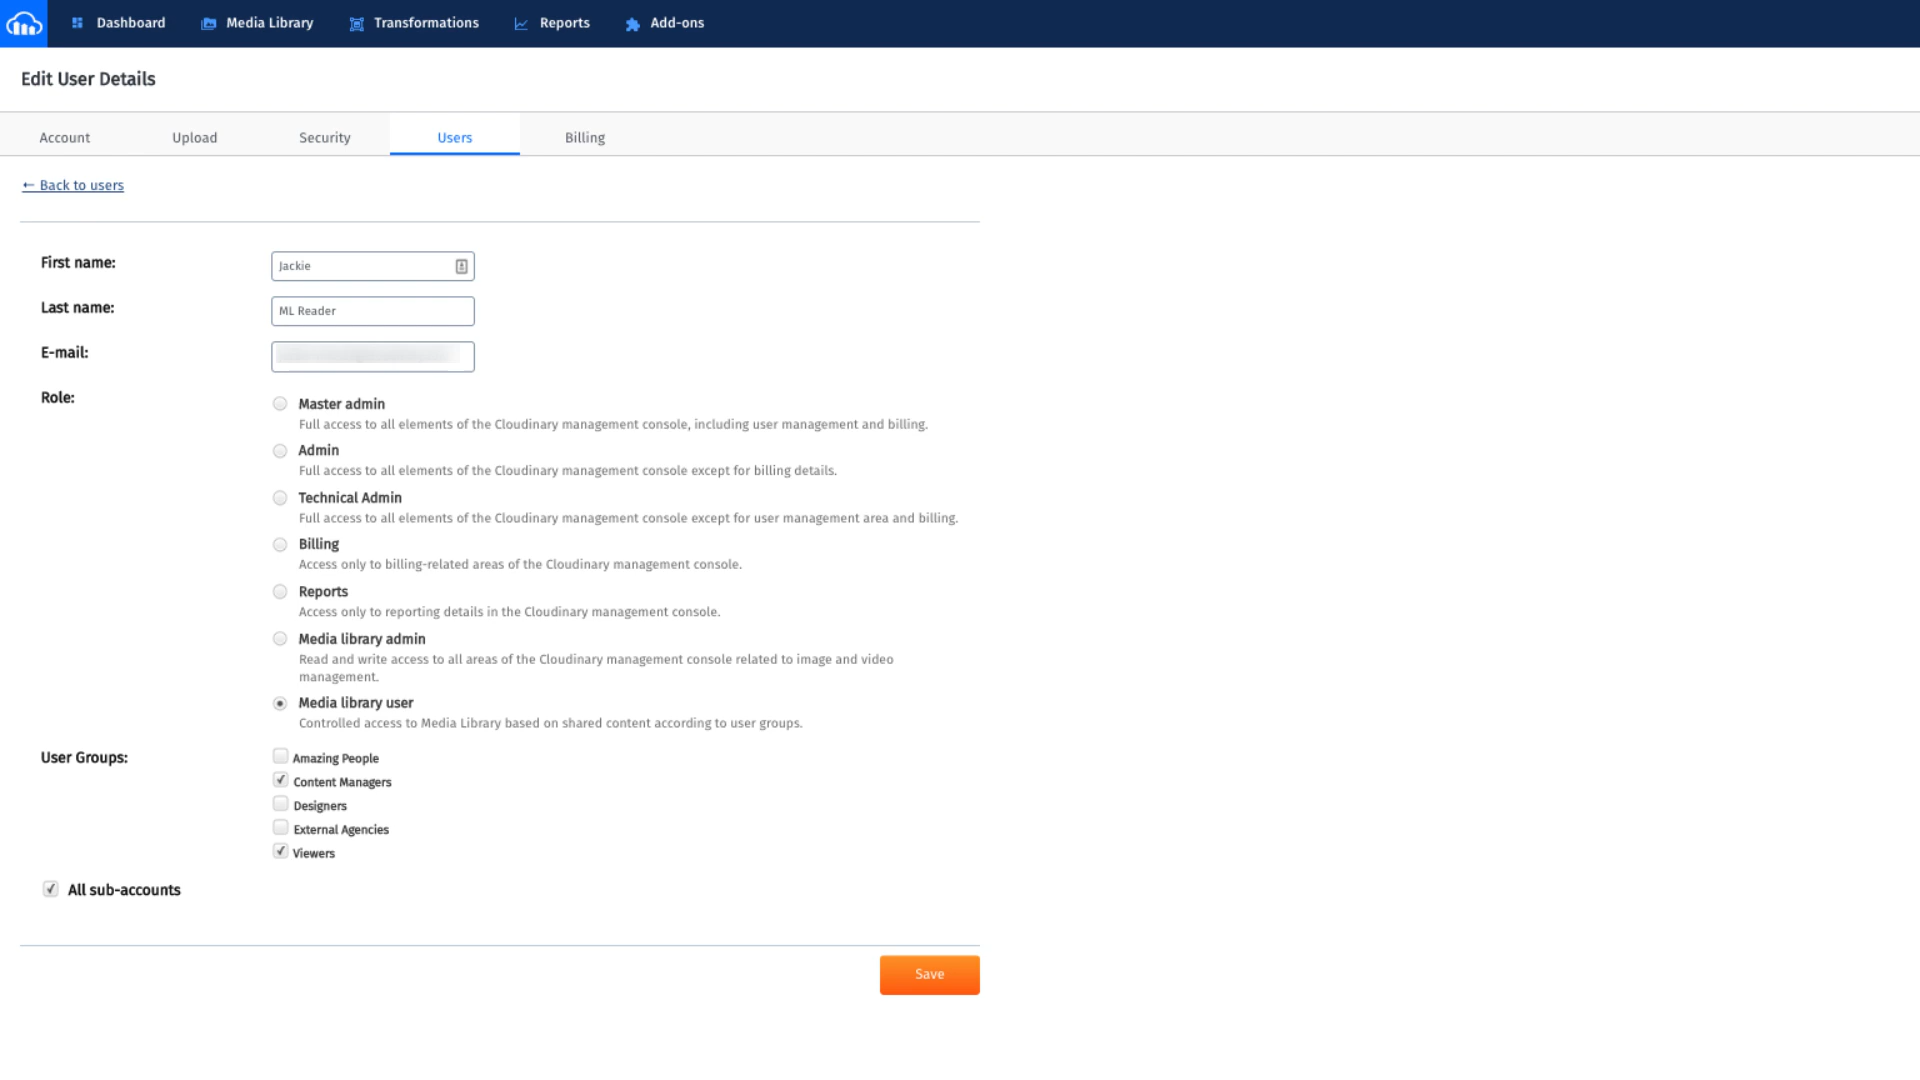 Dashboard Media Library Transformations Reports Add-ons
Edit User Details
Account Upload Security Users Billing
← Back to users
First name: Jackie
Last name: ML Reader
E-mail:
Role:
Master admin
Full access to all elements of the Cloudinary management console, including user management and billing.
Admin
Full access to all elements of the Cloudinary management console except for billing details.
Technical Admin
Full access to all elements of the Cloudinary management console except for user management area and billing.
Billing
Access only to billing-related areas of the Cloudinary management console.
Reports
Access only to reporting details in the Cloudinary management console.
Media library admin
Read and write access to all areas of the Cloudinary management console related to image and video
management.
Media library user
Controlled access to Media Library based on shared content according to user groups.
User Groups:
Amazing People
Content Managers
Designers
External Agencies
Viewers
All sub-accounts
Save